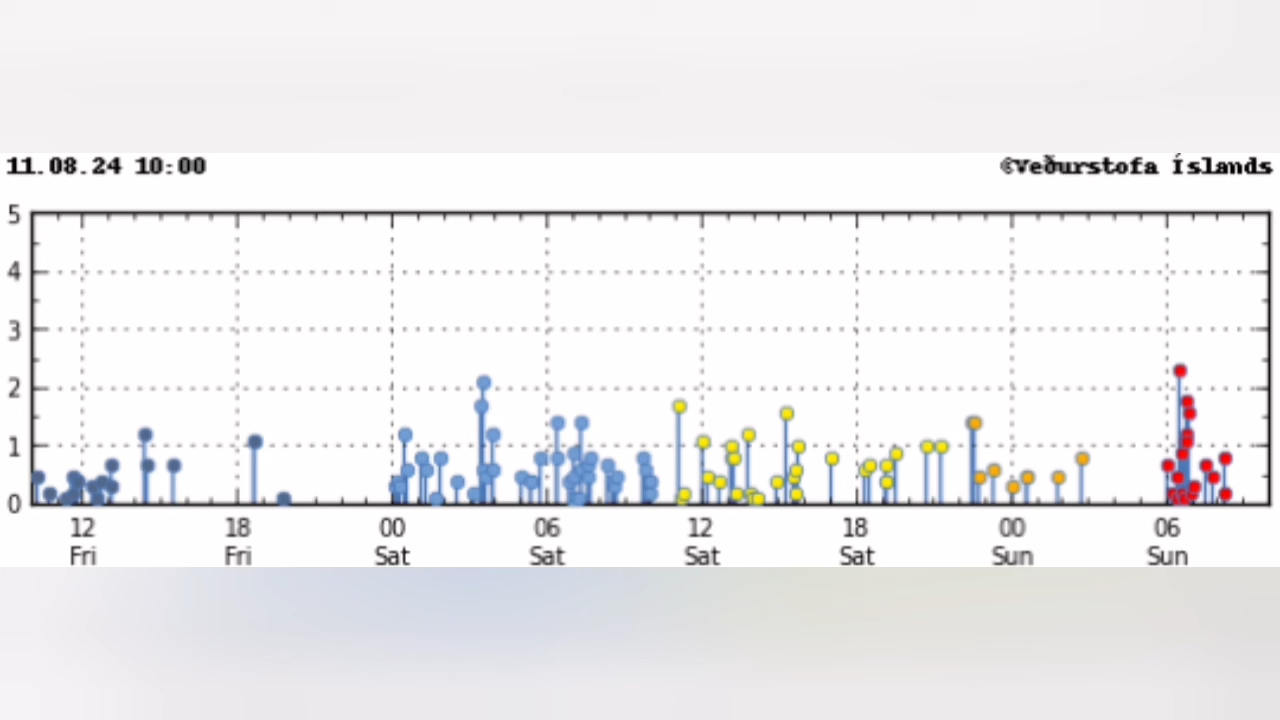 11.08.24 10:00 ©Veðurstofa Íslands
5
4
3
2
1
0
12 18 00 06 12 18 00 06
Fri Fri Sat Sat Sat Sat Sun Sun